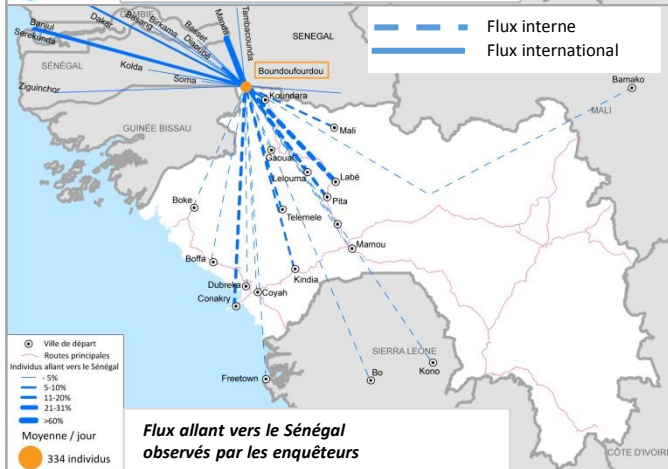 GAMBIE
Banjul
Serekunda
Dakar
Basang
Birkama
Basset
Diaoubé
Manda
Tambacounda
SENEGAL
Flux interne
Flux international
SÉNÉGAL
Kolda
Soma
Boundoufourdou
Ziguinchor
Koundara
Bamako
MALI
GUINÉE BISSAU
Mali
Gaoual
Lelouma
Labé
Pita
Boke
Telemele
Mamou
Boffa
Kindia
Dubreka
Coyah
Conakry
Ville de départ
Routes principales
Individus allant vers le Sénégal
- 5%
5-10%
11-20%
21-31%
>60%
Moyenne / jour
334 individus
SIERRA LEONE
Freetown
Bo
Kono
Flux allant vers le Sénégal
observés par les enquêteurs
CÔTE D'IVOIRE